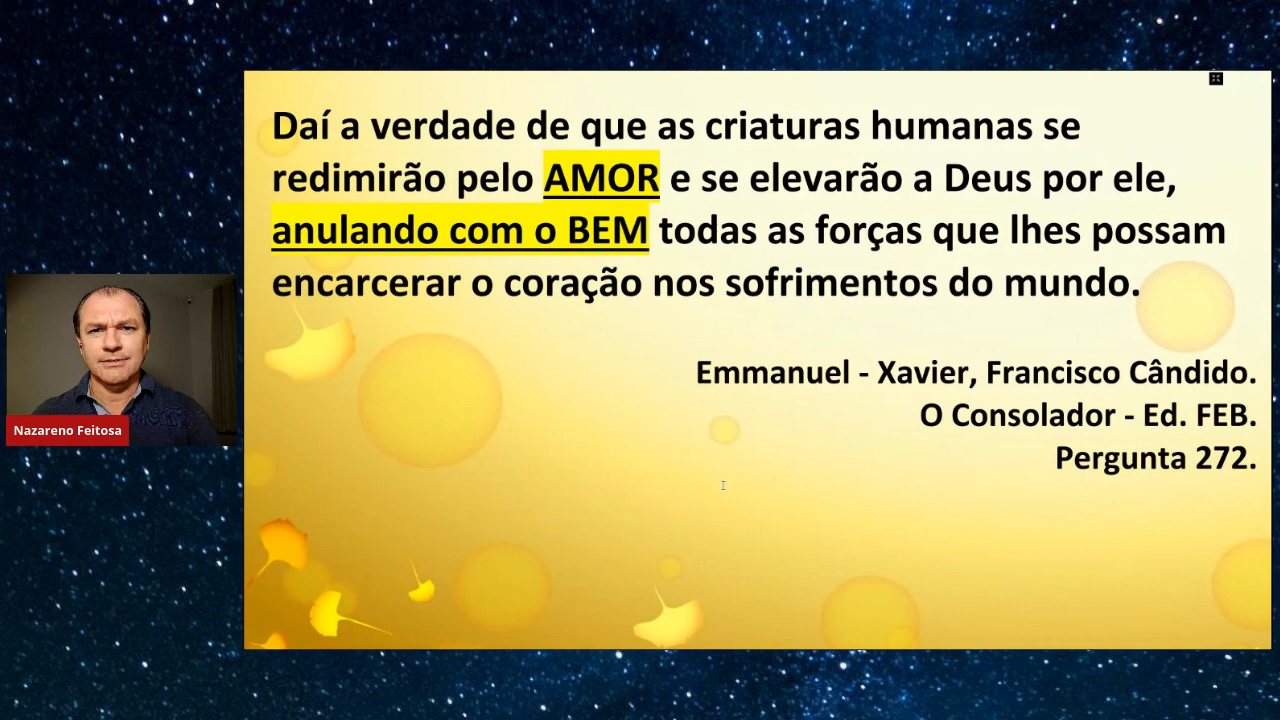 Daí a verdade de que as criaturas humanas se
redimirão pelo AMOR e se elevarão a Deus por ele,
anulando com o BEM todas as forças que lhes possam
encarcerar o coração nos sofrimentos do mundo.
Emmanuel - Xavier, Francisco Cândido.
O Consolador - Ed. FEB.
Pergunta 272.
Nazareno Feitosa